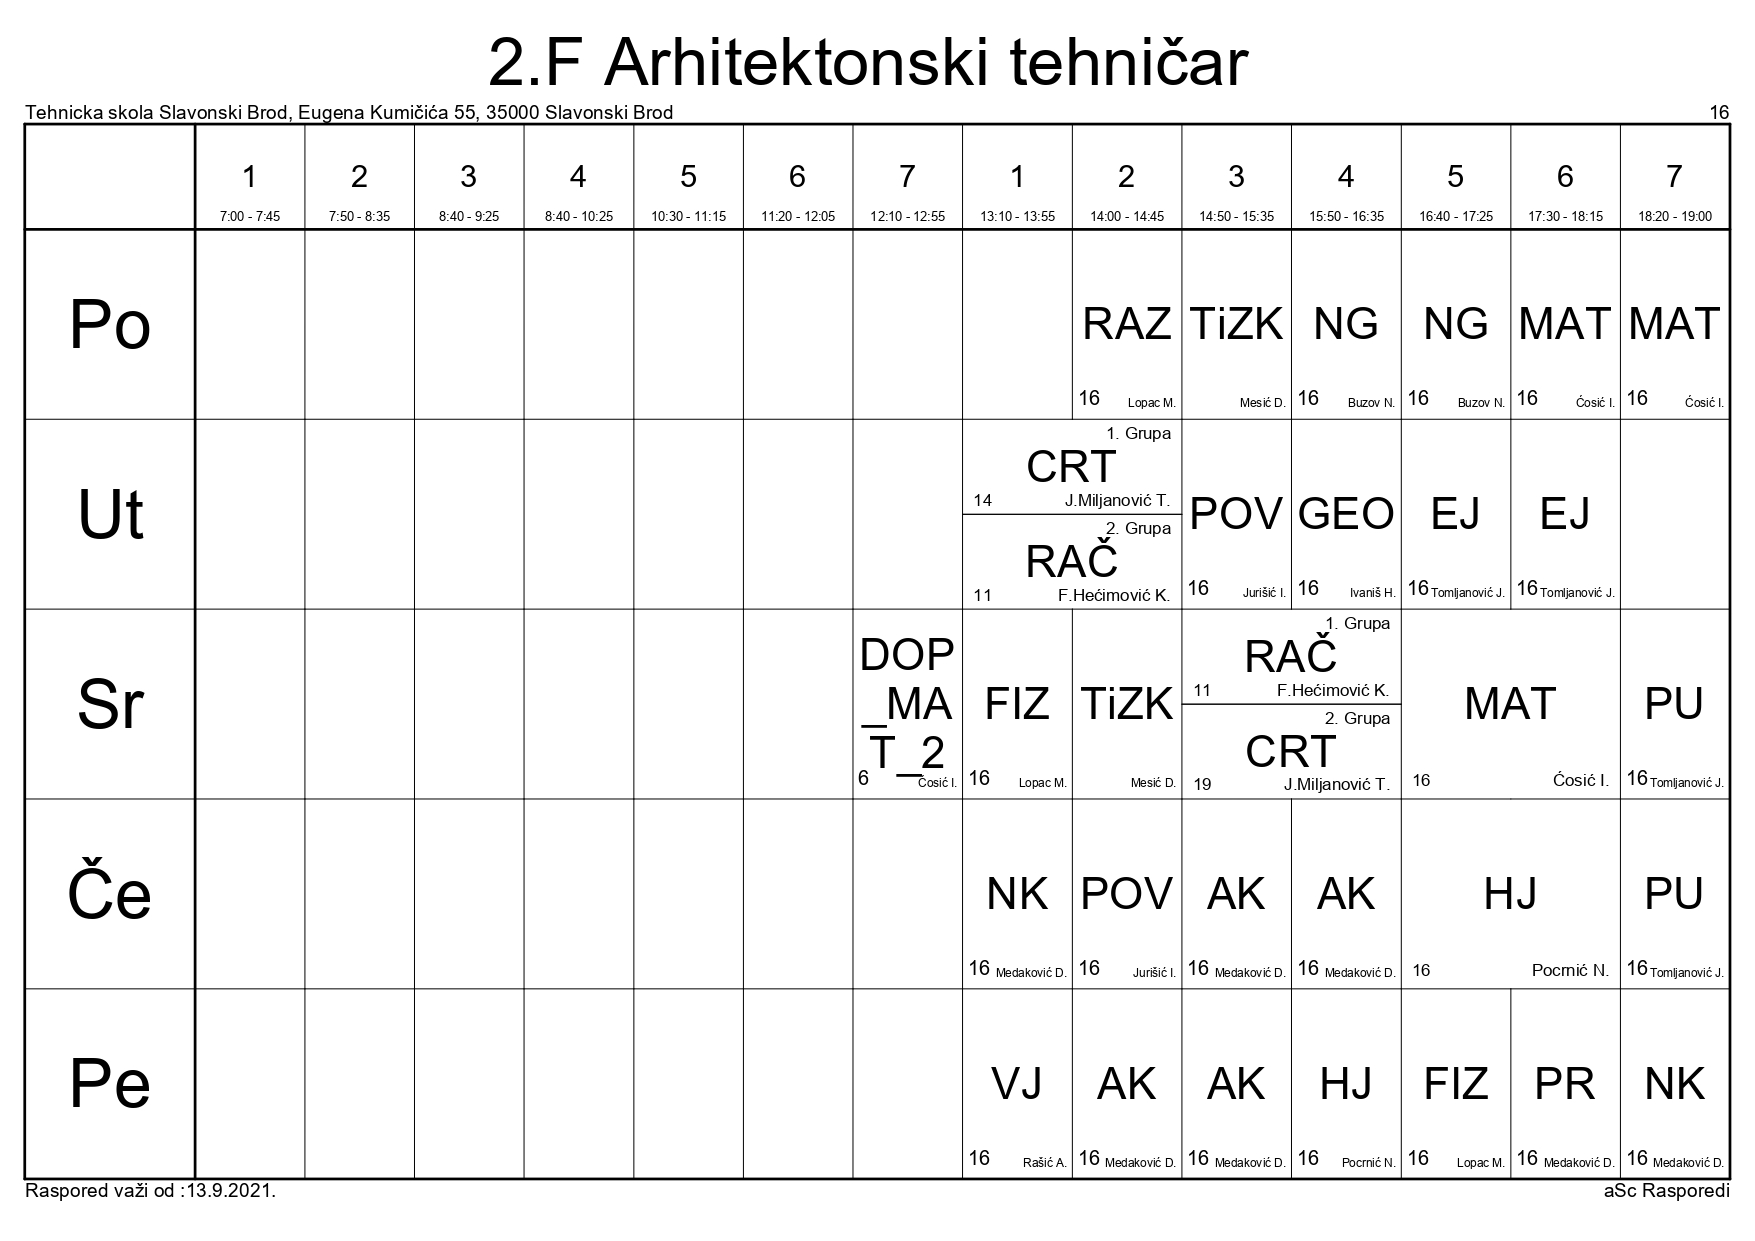 2.F Arhitektonski tehničar
Tehnicka skola Slavonski Brod, Eugena Kumičića 55, 35000 Slavonski Brod 16
1 2 3 4 5 6 7 1 2 3 4 5 6 7
7:00 - 7:45 7:50 - 8:35 8:40 - 9:25 8:40 - 10:25 10:30 - 11:15 11:20 - 12:05 12:10 - 12:55 13:10 - 13:55 14:00 - 14:45 14:50 - 15:35 15:50 - 16:35 16:40 - 17:25 17:30 - 18:15 18:20 - 19:00
Po RAZ TiZK NG NG MAT MAT
16 Lopac M. Mesić D. 16 Buzov N. 16 Buzov N. 16 Ćosić I. 16 Ćosić I.
1. Grupa
CRT
14 J.Miljanović T.
Ut POV GEO EJ EJ
2. Grupa
RAČ
11 F.Hećimović K. 16 Jurišić I. 16 Ivaniš H. 16 Tomljanović J. 16 Tomljanović J.
1. Grupa
DOP RAČ
11 F.Hećimović K.
Sr _MA FIZ TiZK MAT PU
2. Grupa
T_2 CRT
6 Ćosić I. 16 Lopac M. Mesić D. 19 J.Miljanović T. 16 Ćosić I. 16 Tomljanović J.
Če NK POV AK AK HJ PU
16 Medaković D. 16 Jurišić I. 16 Medaković D. 16 Medaković D. 16 Pocrnić N. 16 Tomljanović J.
Pe VJ AK AK HJ FIZ PR NK
16 Rašić A. 16 Medaković D. 16 Medaković D. 16 Pocrnić N. 16 Lopac M. 16 Medaković D. 16 Medaković D.
Raspored važi od :13.9.2021. aSc Rasporedi